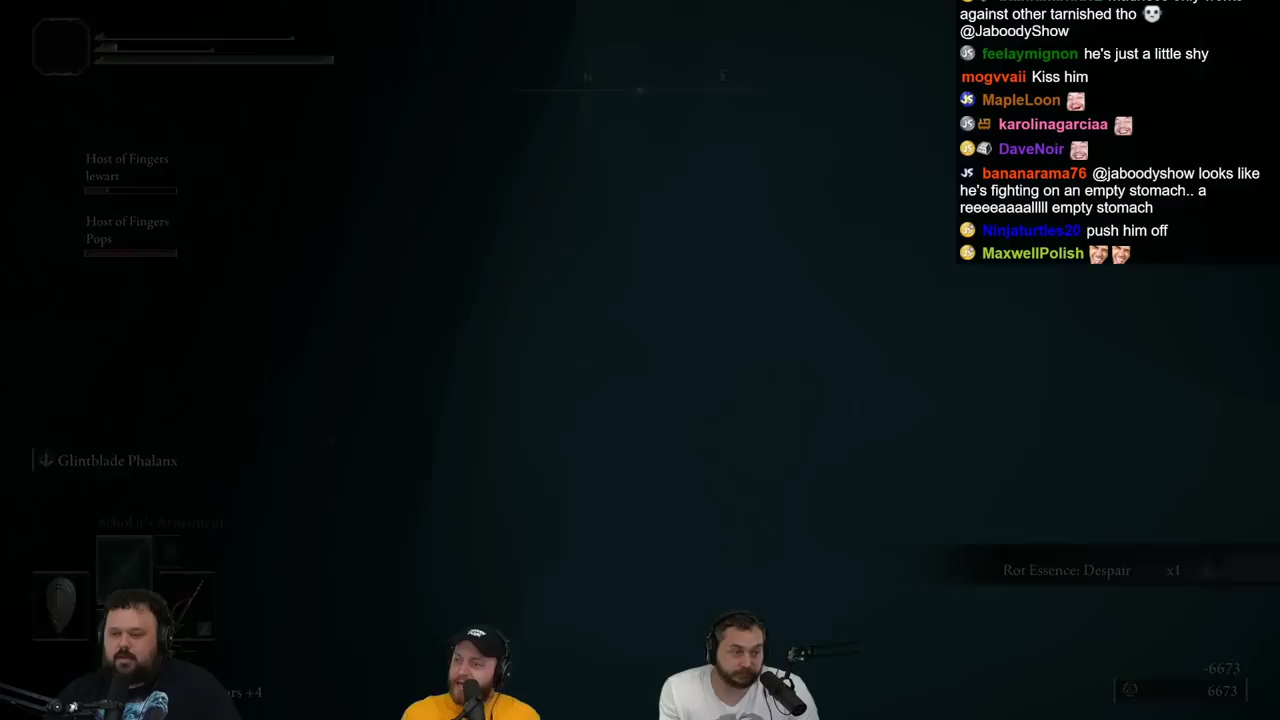 against other tarnished tho
@JaboodyShow
feelaymignon he's just a little shy
mogvvaii Kiss him
MapleLoon
karolinagarciaa
DaveNoir
bananarama76 @jaboodyshow looks like
he's fighting on an empty stomach.. a
reeeeaaaalllll empty stomach
Ninjaturtles20 push him off
MaxwellPolish
N
E
Host of Fingers
lewart
Host of Fingers
Pops
Glintblade Phalanx
Scholar's Armament
Rot Essence: Despair x1
-6673
6673
+4